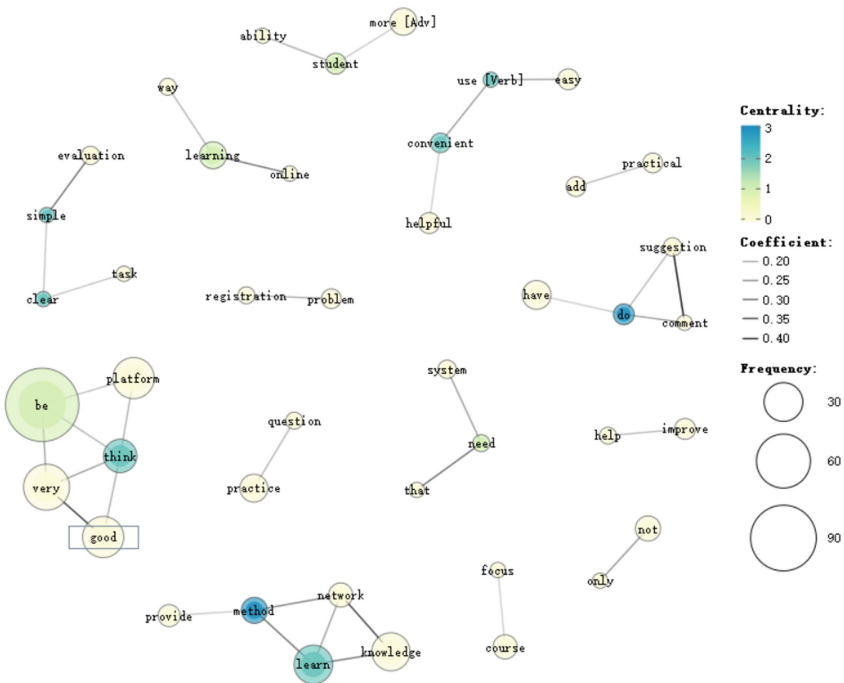 more [Adv]
ability
student
way
use [Verb]
easy
Centrality:
3
2
1
0
convenient
evaluation
learning
online
practical
add
simple
helpful
suggestion
Coefficient:
0.20
0.25
0.30
0.35
0.40
task
clear
registration
problem
have
do
comment
system
Frequency:
30
60
90
platform
be
question
need
help
improve
think
very
practice
that
good
not
only
focus
network
provide
method
course
knowledge
learn